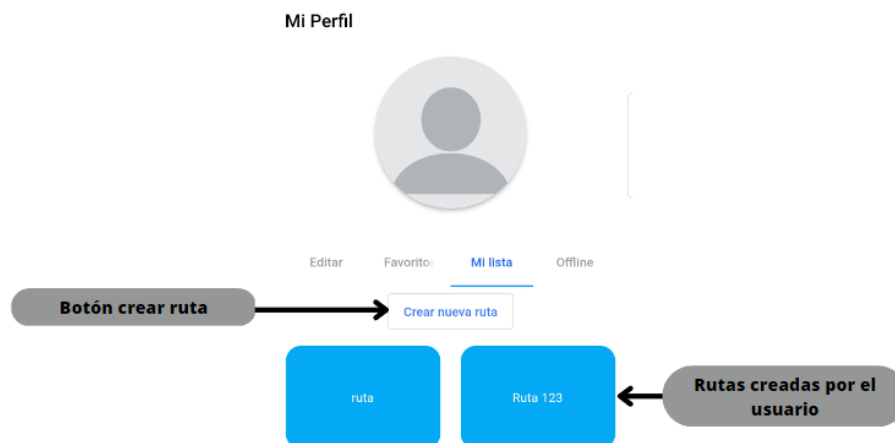 Mi Perfil
Editar
Favoritos
Mi lista
Offline
Botón crear ruta
Crear nueva ruta
ruta
Ruta 123
Rutas creadas por el
usuario